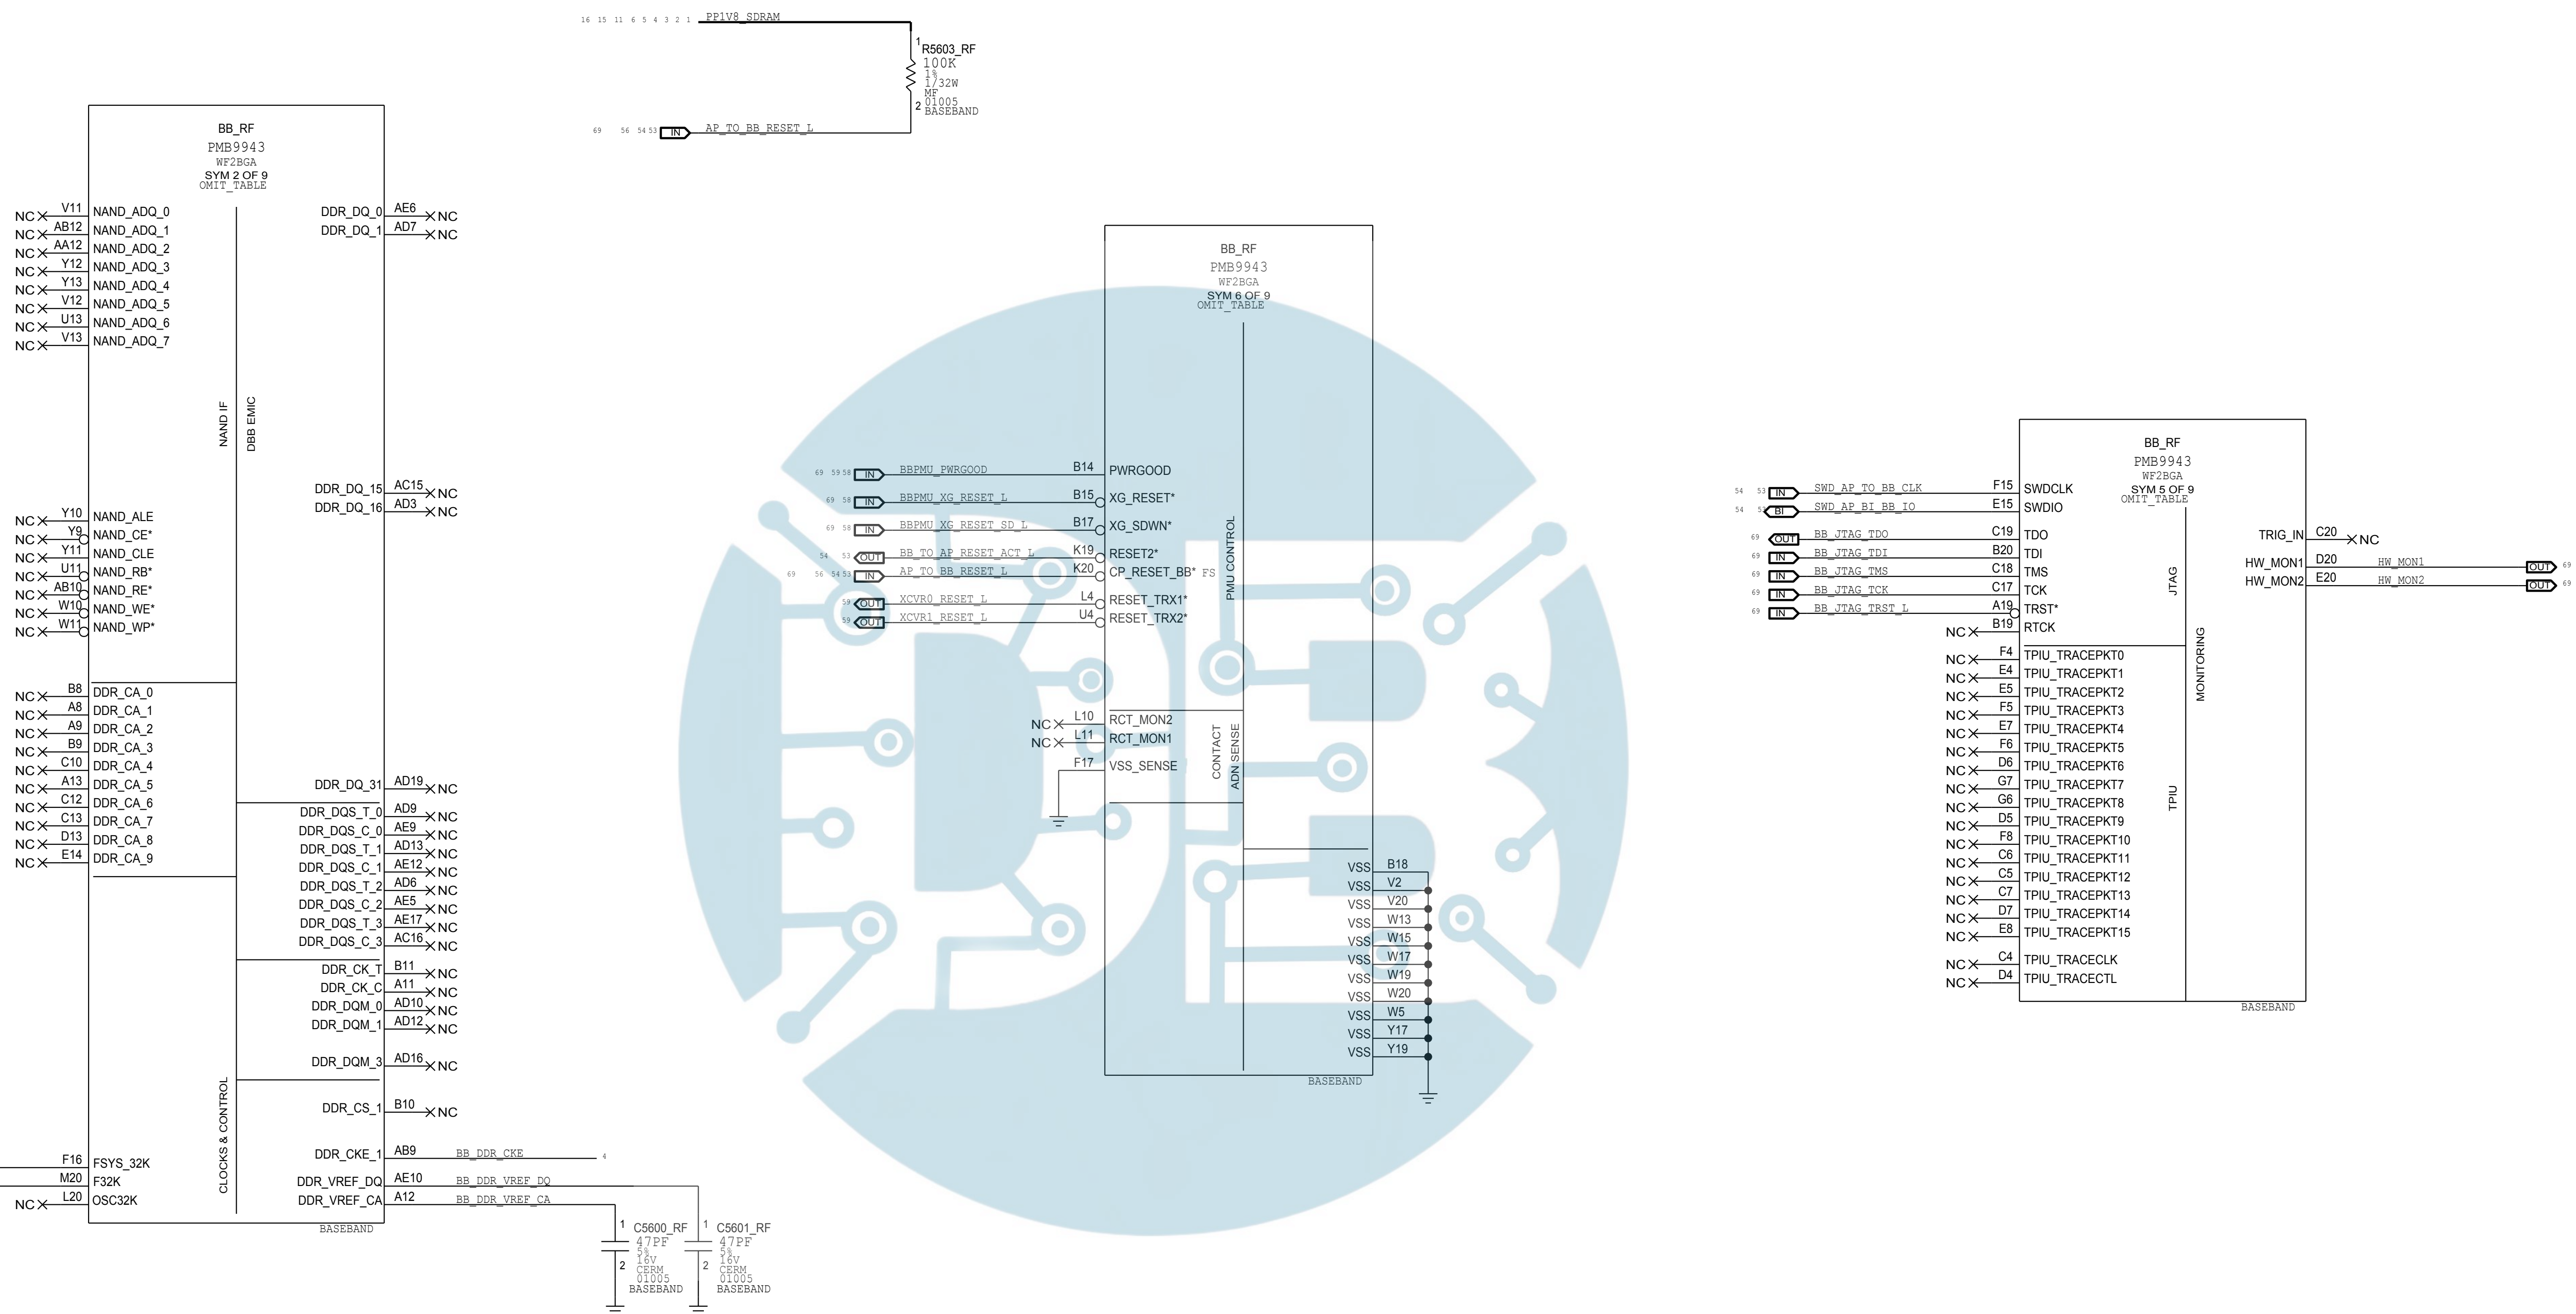 16 15 11 6 5 4 3 2 1 PP1V8_SDRAM
1
R5603_RF
100K
1%
1/32W
MF
01005
2
BASEBAND
69 56 54 53 IN AP_TO_BB_RESET_L
BB_RF
PMB9943
WF2BGA
SYM 2 OF 9
OMIT_TABLE
NC V11 NAND_ADQ_0
NC AB12 NAND_ADQ_1
NC AA12 NAND_ADQ_2
NC Y12 NAND_ADQ_3
NC Y13 NAND_ADQ_4
NC V12 NAND_ADQ_5
NC U13 NAND_ADQ_6
NC V13 NAND_ADQ_7
NAND IF
DBB EMIC
NC Y10 NAND_ALE
NC Y9 NAND_CE*
NC Y11 NAND_CLE
NC U11 NAND_RB*
NC AB10 NAND_RE*
NC W10 NAND_WE*
NC W11 NAND_WP*
NC B8 DDR_CA_0
NC A8 DDR_CA_1
NC A9 DDR_CA_2
NC B9 DDR_CA_3
NC C10 DDR_CA_4
NC A13 DDR_CA_5
NC C12 DDR_CA_6
NC C13 DDR_CA_7
NC D13 DDR_CA_8
NC E14 DDR_CA_9
CLOCKS & CONTROL
F16 FSYS_32K
M20 F32K
NC L20 OSC32K
DDR_DQ_0 AE6 NC
DDR_DQ_1 AD7 NC
DDR_DQ_15 AC15 NC
DDR_DQ_16 AD3 NC
DDR_DQ_31 AD19 NC
DDR_DQS_T_0 AD9 NC
DDR_DQS_C_0 AE9 NC
DDR_DQS_T_1 AD13 NC
DDR_DQS_C_1 AE12 NC
DDR_DQS_T_2 AD6 NC
DDR_DQS_C_2 AE5 NC
DDR_DQS_T_3 AE17 NC
DDR_DQS_C_3 AC16 NC
DDR_CK_T B11 NC
DDR_CK_C A11 NC
DDR_DQM_0 AD10 NC
DDR_DQM_1 AD12 NC
DDR_DQM_3 AD16 NC
DDR_CS_1 B10 NC
DDR_CKE_1 AB9 BB_DDR_CKE 4
DDR_VREF_DQ AE10 BB_DDR_VREF_DQ
DDR_VREF_CA A12 BB_DDR_VREF_CA
BASEBAND
1
C5600_RF
47PF
5%
16V
2
CERM
01005
BASEBAND
1
C5601_RF
47PF
5%
16V
2
CERM
01005
BASEBAND
BB_RF
PMB9943
WF2BGA
SYM 6 OF 9
OMIT_TABLE
69 59 58 IN BBPMU_PWRGOOD B14 PWRGOOD
69 58 IN BBPMU_XG_RESET_L B15 XG_RESET*
69 58 IN BBPMU_XG_RESET_SD_L B17 XG_SDWN*
54 53 OUT BB_TO_AP_RESET_ACT_L K19 RESET2*
69 56 54 53 IN AP_TO_BB_RESET_L K20 CP_RESET_BB* FS
59 OUT XCVR0_RESET_L L4 RESET_TRX1*
59 OUT XCVR1_RESET_L U4 RESET_TRX2*
PMU CONTROL
NC L10 RCT_MON2
NC L11 RCT_MON1
F17 VSS_SENSE
CONTACT
ADN SENSE
VSS B18
VSS V2
VSS V20
VSS W13
VSS W15
VSS W17
VSS W19
VSS W20
VSS W5
VSS Y17
VSS Y19
BASEBAND
BB_RF
PMB9943
WF2BGA
SYM 5 OF 9
OMIT_TABLE
54 53 IN SWD_AP_TO_BB_CLK F15 SWDCLK
54 BI SWD_AP_BI_BB_IO E15 SWDIO
69 OUT BB_JTAG_TDO C19 TDO
69 IN BB_JTAG_TDI B20 TDI
69 IN BB_JTAG_TMS C18 TMS
69 IN BB_JTAG_TCK C17 TCK
69 IN BB_JTAG_TRST_L A19 TRST*
NC B19 RTCK
JTAG
MONITORING
TRIG_IN C20 NC
HW_MON1 D20 HW_MON1 OUT 69
HW_MON2 E20 HW_MON2 OUT 69
NC F4 TPIU_TRACEPKT0
NC E4 TPIU_TRACEPKT1
NC E5 TPIU_TRACEPKT2
NC F5 TPIU_TRACEPKT3
NC E7 TPIU_TRACEPKT4
NC F6 TPIU_TRACEPKT5
NC D6 TPIU_TRACEPKT6
NC G7 TPIU_TRACEPKT7
NC G6 TPIU_TRACEPKT8
NC D5 TPIU_TRACEPKT9
NC F8 TPIU_TRACEPKT10
NC C6 TPIU_TRACEPKT11
NC C5 TPIU_TRACEPKT12
NC C7 TPIU_TRACEPKT13
NC D7 TPIU_TRACEPKT14
NC E8 TPIU_TRACEPKT15
TPIU
NC C4 TPIU_TRACECLK
NC D4 TPIU_TRACECTL
BASEBAND